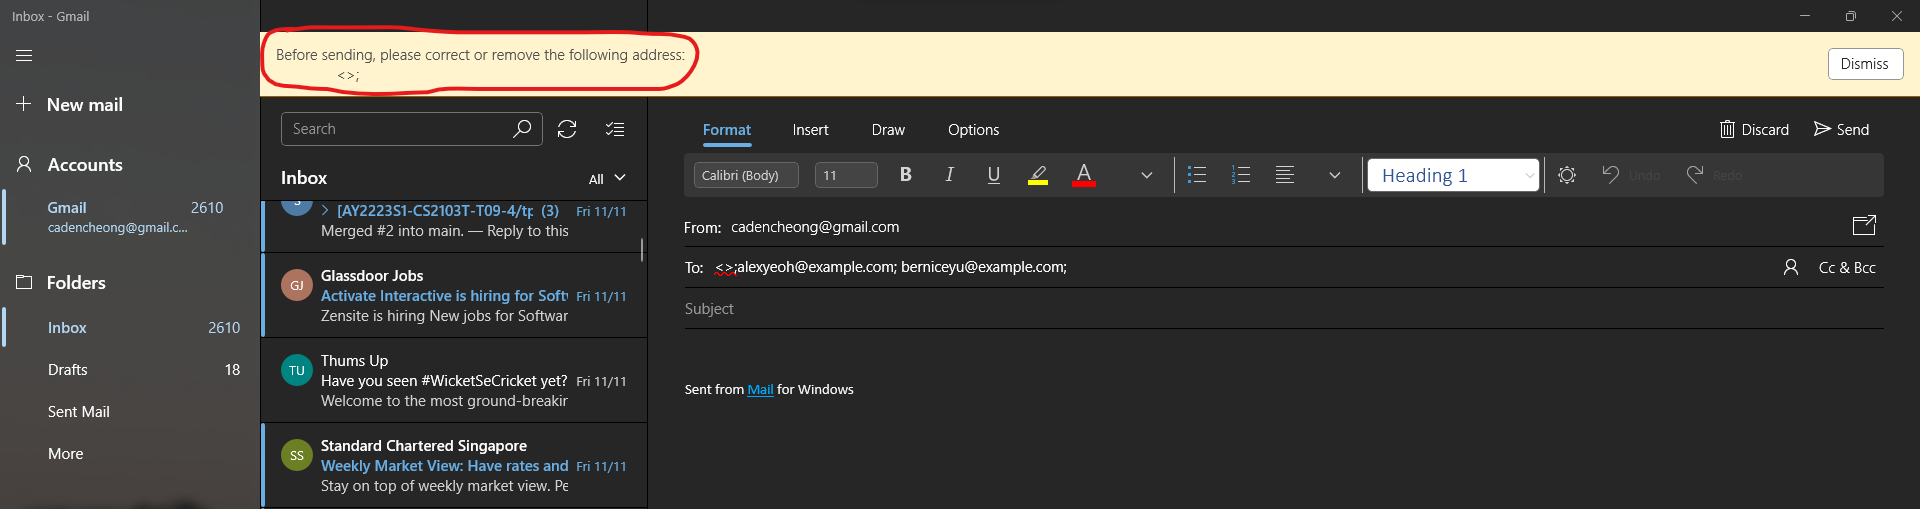 Inbox - Gmail
Before sending, please correct or remove the following address:
<>;
Dismiss
New mail
Accounts
Gmail 2610
cadencheong@gmail.c...
Folders
Inbox 2610
Drafts 18
Sent Mail
More
Search
Inbox All
S
> [AY2223S1-CS2103T-T09-4/tp (3) Fri 11/11
Merged #2 into main. — Reply to this
GJ
Glassdoor Jobs
Activate Interactive is hiring for Soft Fri 11/11
Zensite is hiring New jobs for Softwar
TU
Thums Up
Have you seen #WicketSeCricket yet? Fri 11/11
Welcome to the most ground-breakin
SS
Standard Chartered Singapore
Weekly Market View: Have rates and Fri 11/11
Stay on top of weekly market view. Pe
Format Insert Draw Options Discard Send
Calibri (Body) 11 B I U A Heading 1 Undo Redo
From: cadencheong@gmail.com
To: <>;alexyeoh@example.com; berniceyu@example.com; Cc & Bcc
Subject
Sent from Mail for Windows